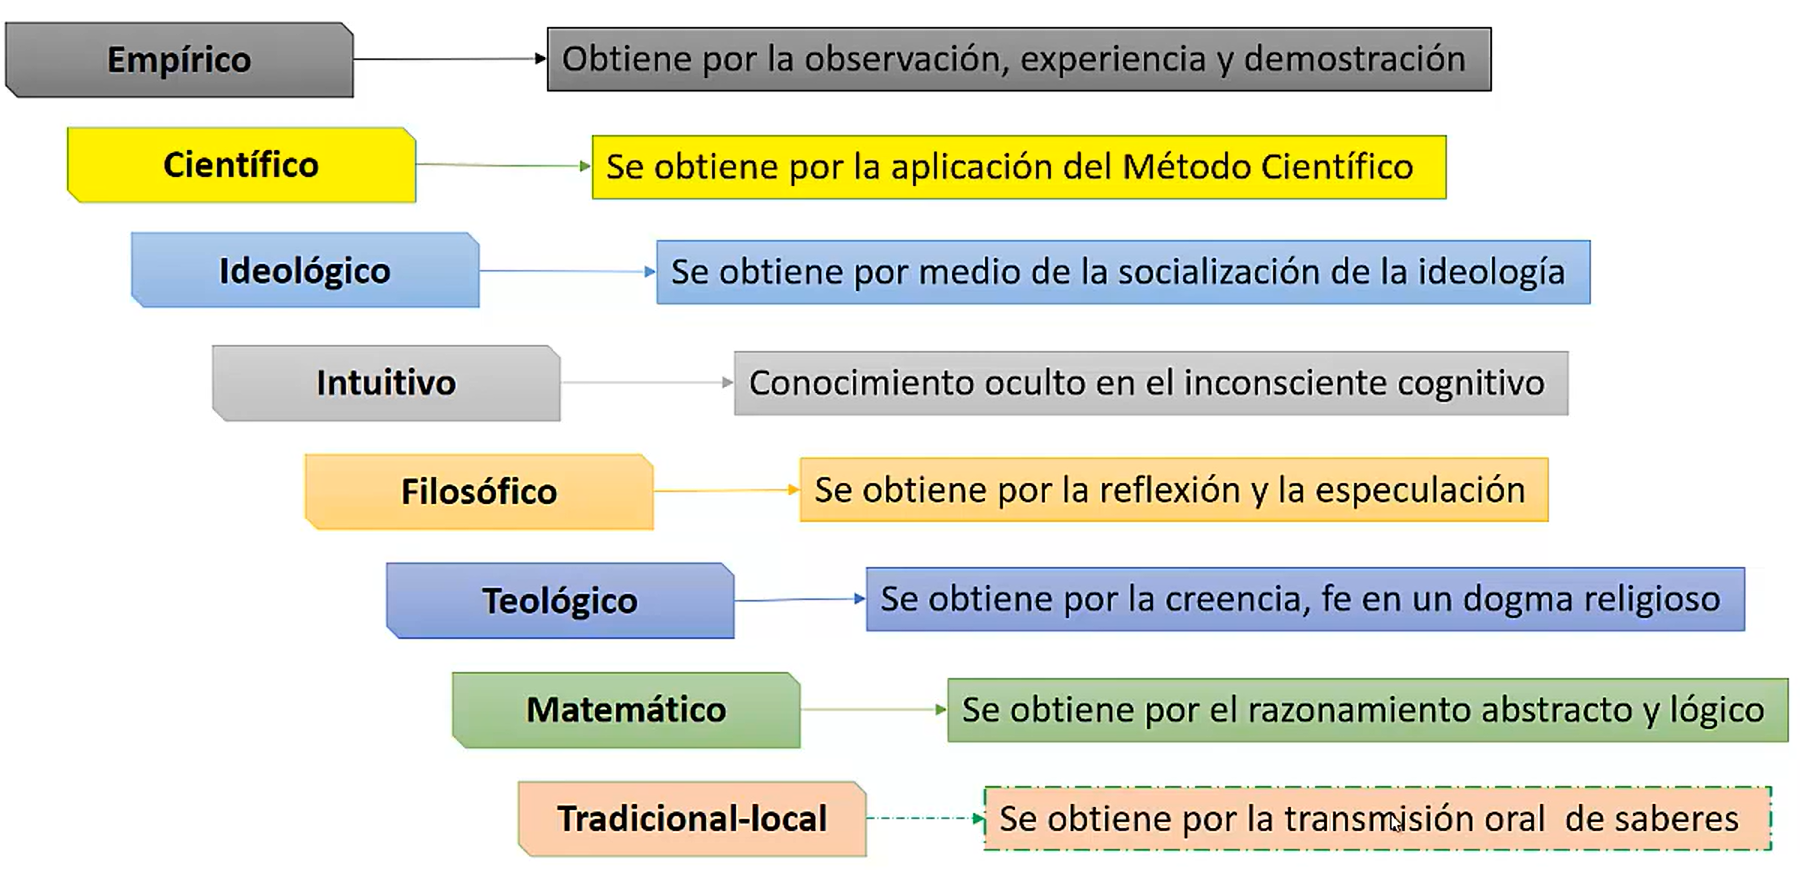 Empírico
Obtiene por la observación, experiencia y demostración
Científico
Se obtiene por la aplicación del Método Científico
Ideológico
Se obtiene por medio de la socialización de la ideología
Intuitivo
Conocimiento oculto en el inconsciente cognitivo
Filosófico
Se obtiene por la reflexión y la especulación
Teológico
Se obtiene por la creencia, fe en un dogma religioso
Matemático
Se obtiene por el razonamiento abstracto y lógico
Tradicional-local
Se obtiene por la transmisión oral  de saberes